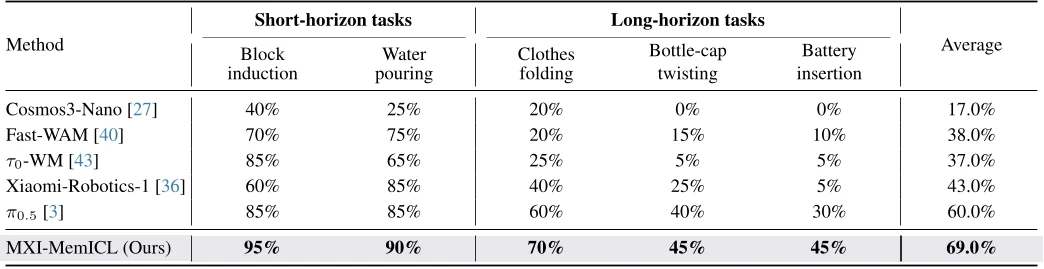 Method Short-horizon tasks Long-horizon tasks Average
Block induction Water pouring Clothes folding Bottle-cap twisting Battery insertion
Cosmos3-Nano [27] 40% 25% 20% 0% 0% 17.0%
Fast-WAM [40] 70% 75% 20% 15% 10% 38.0%
τ₀-WM [43] 85% 65% 25% 5% 5% 37.0%
Xiaomi-Robotics-1 [36] 60% 85% 40% 25% 5% 43.0%
π₀.₅ [3] 85% 85% 60% 40% 30% 60.0%
MXI-MemICL (Ours) 95% 90% 70% 45% 45% 69.0%